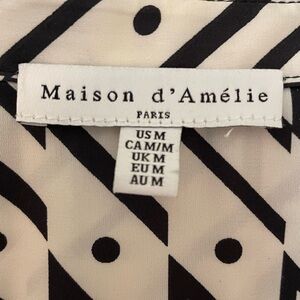 Maison d'Amélie
PARIS
US M
CA M/M
UK M
EU M
AU M